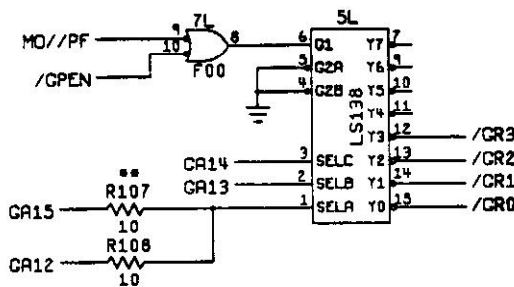 7L
5L
MO//PF
9
10
8
F00
/GPEN
6 G1
5 G2A
4 G2B
LS138
Y7 7
Y6 9
Y5 10
Y4 11
Y3 12 /GR3
Y2 13 /GR2
Y1 14 /GR1
Y0 15 /GR0
GA14 3 SELC
GA13 2 SELB
1 SELA
**
GA15 R107
10
GA12 R108
10